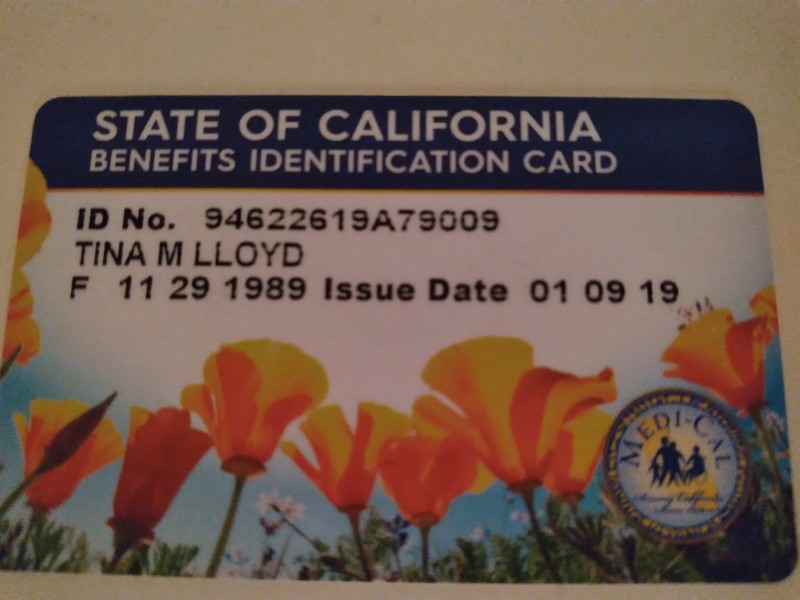 STATE OF CALIFORNIA
BENEFITS IDENTIFICATION CARD
ID No. 94622619A79009
TINA M LLOYD
F 11 29 1989 Issue Date 01 09 19
MEDI-CAL